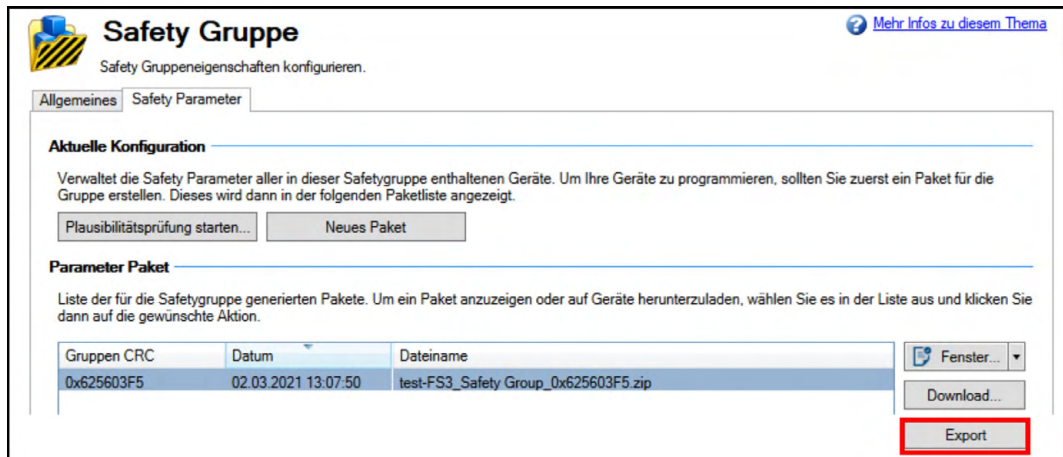 Safety Gruppe
Mehr Infos zu diesem Thema
Safety Gruppeneigenschaften konfigurieren.
Allgemeines Safety Parameter
Aktuelle Konfiguration
Verwaltet die Safety Parameter aller in dieser Safetygruppe enthaltenen Geräte. Um Ihre Geräte zu programmieren, sollten Sie zuerst ein Paket für die
Gruppe erstellen. Dieses wird dann in der folgenden Paketliste angezeigt.
Plausibilitätsprüfung starten... Neues Paket
Parameter Paket
Liste der für die Safetygruppe generierten Pakete. Um ein Paket anzuzeigen oder auf Geräte herunterzuladen, wählen Sie es in der Liste aus und klicken Sie
dann auf die gewünschte Aktion.
Gruppen CRC Datum Dateiname
Fenster...
0x625603F5 02.03.2021 13:07:50 test-FS3_Safety Group_0x625603F5.zip
Download...
Export